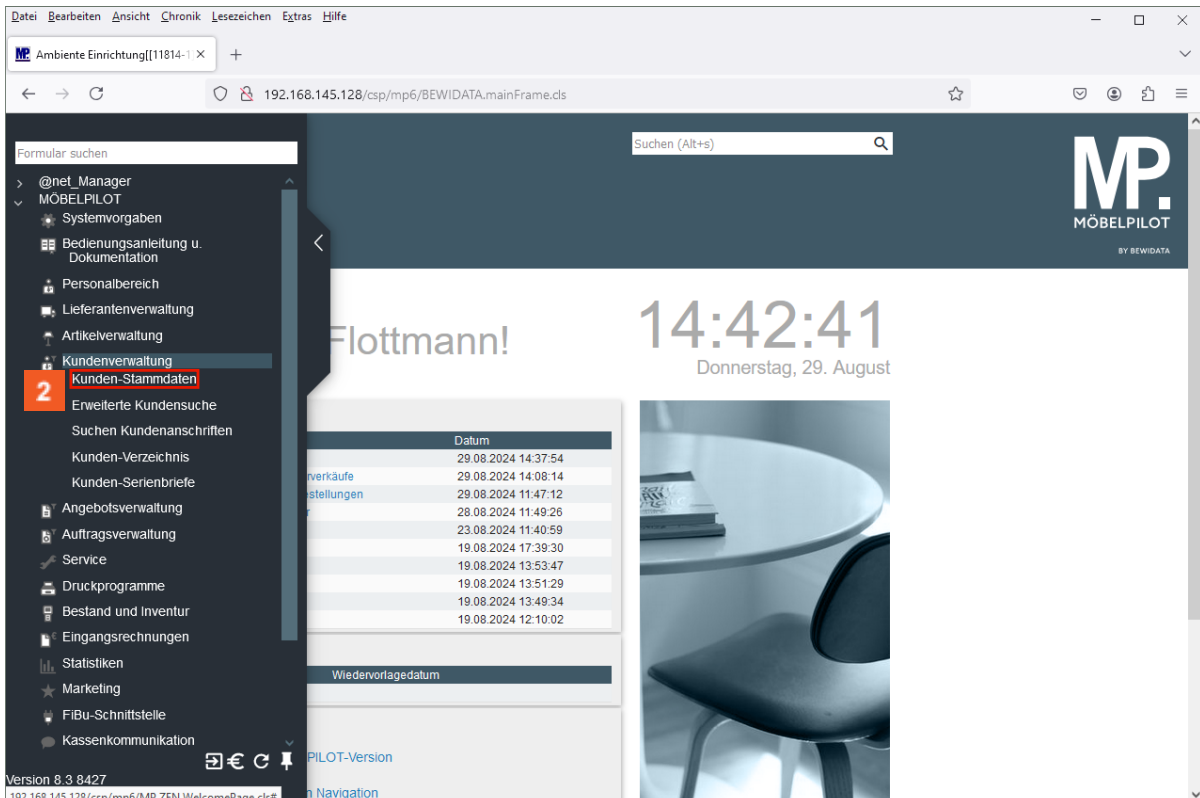 Datei Bearbeiten Ansicht Chronik Lesezeichen Extras Hilfe
MP. Ambiente Einrichtung[[11814-1
192.168.145.128/csp/mp6/BEWIDATA.mainFrame.cls
Formular suchen
Suchen (Alt+s)
MP.
MÖBELPILOT
BY BEWIDATA
@net_Manager
MÖBELPILOT
Systemvorgaben
Bedienungsanleitung u.
Dokumentation
Personalbereich
Lieferantenverwaltung
Artikelverwaltung
Kundenverwaltung
2 Kunden-Stammdaten
Erweiterte Kundensuche
Suchen Kundenanschriften
Kunden-Verzeichnis
Kunden-Serienbriefe
Angebotsverwaltung
Auftragsverwaltung
Service
Druckprogramme
Bestand und Inventur
Eingangsrechnungen
Statistiken
Marketing
FiBu-Schnittstelle
Kassenkommunikation
Version 8.3 8427
192.168.145.128/csp/mp6/MP.ZEN.WelcomePage.cls#
Flottmann!
14:42:41
Donnerstag, 29. August
Datum
29.08.2024 14:37:54
rverkäufe 29.08.2024 14:08:14
estellungen 29.08.2024 11:47:12
r 28.08.2024 11:49:26
23.08.2024 11:40:59
19.08.2024 17:39:30
19.08.2024 13:53:47
19.08.2024 13:51:29
19.08.2024 13:49:34
19.08.2024 12:10:02
Wiedervorlagedatum
PILOT-Version
n Navigation